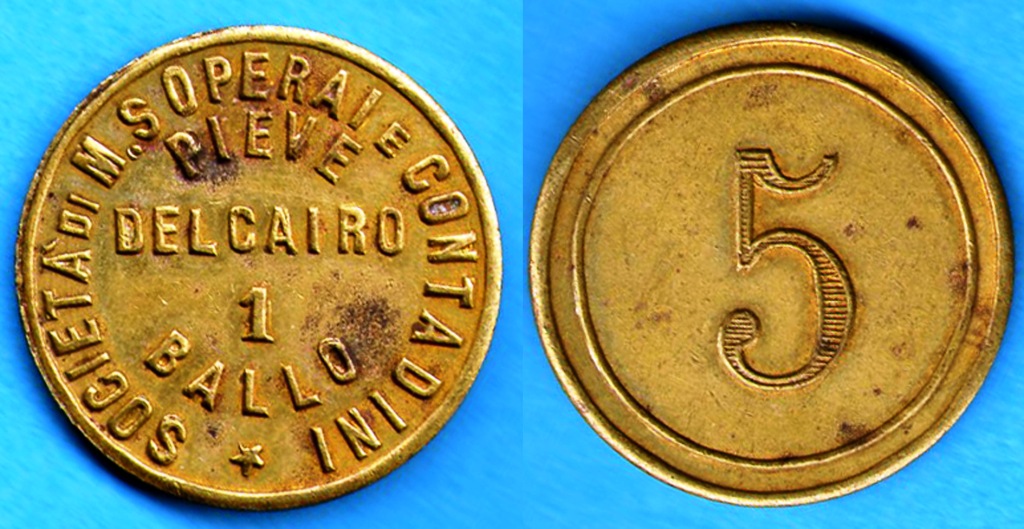 SOCIETÀ DI M.S OPERAI E CONTADINI
PIEVE
DEL CAIRO
1
BALLO
5